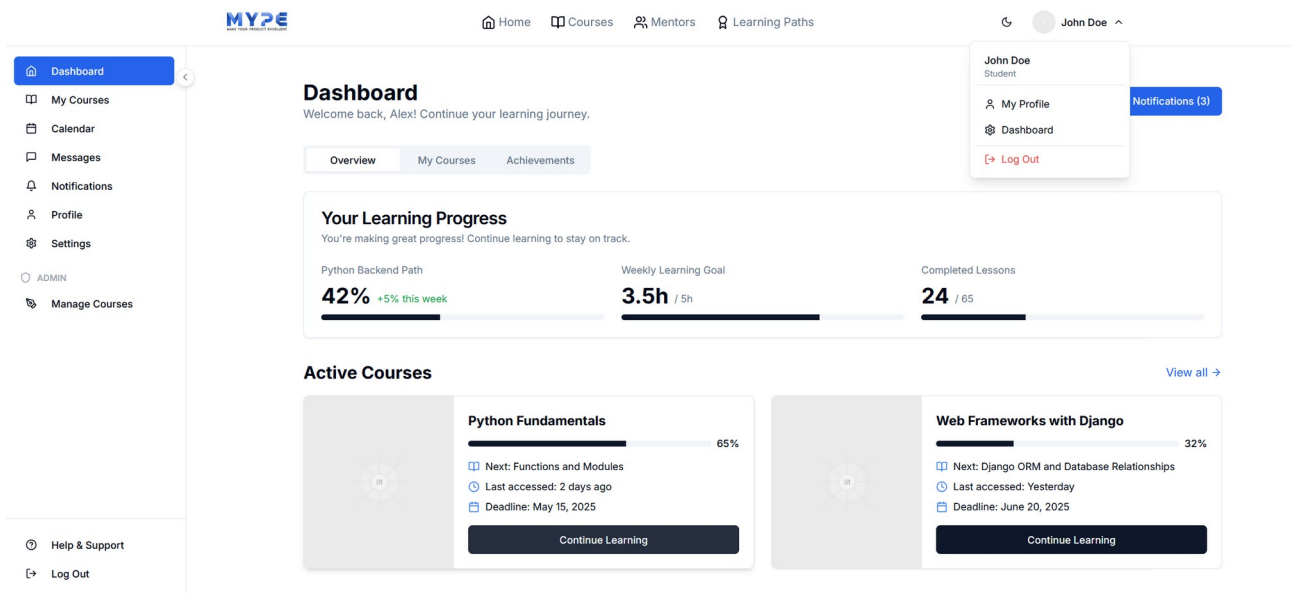 MYPE
MAKE YOUR PRODUCT EXCELLENT
Home Courses Mentors Learning Paths
John Doe
John Doe
Student
My Profile
Dashboard
Log Out
Dashboard
My Courses
Calendar
Messages
Notifications
Profile
Settings
ADMIN
Manage Courses
Help & Support
Log Out
Dashboard
Welcome back, Alex! Continue your learning journey.
Notifications (3)
Overview My Courses Achievements
Your Learning Progress
You're making great progress! Continue learning to stay on track.
Python Backend Path
42% +5% this week
Weekly Learning Goal
3.5h / 5h
Completed Lessons
24 / 65
Active Courses
View all →
Python Fundamentals
65%
Next: Functions and Modules
Last accessed: 2 days ago
Deadline: May 15, 2025
Continue Learning
Web Frameworks with Django
32%
Next: Django ORM and Database Relationships
Last accessed: Yesterday
Deadline: June 20, 2025
Continue Learning